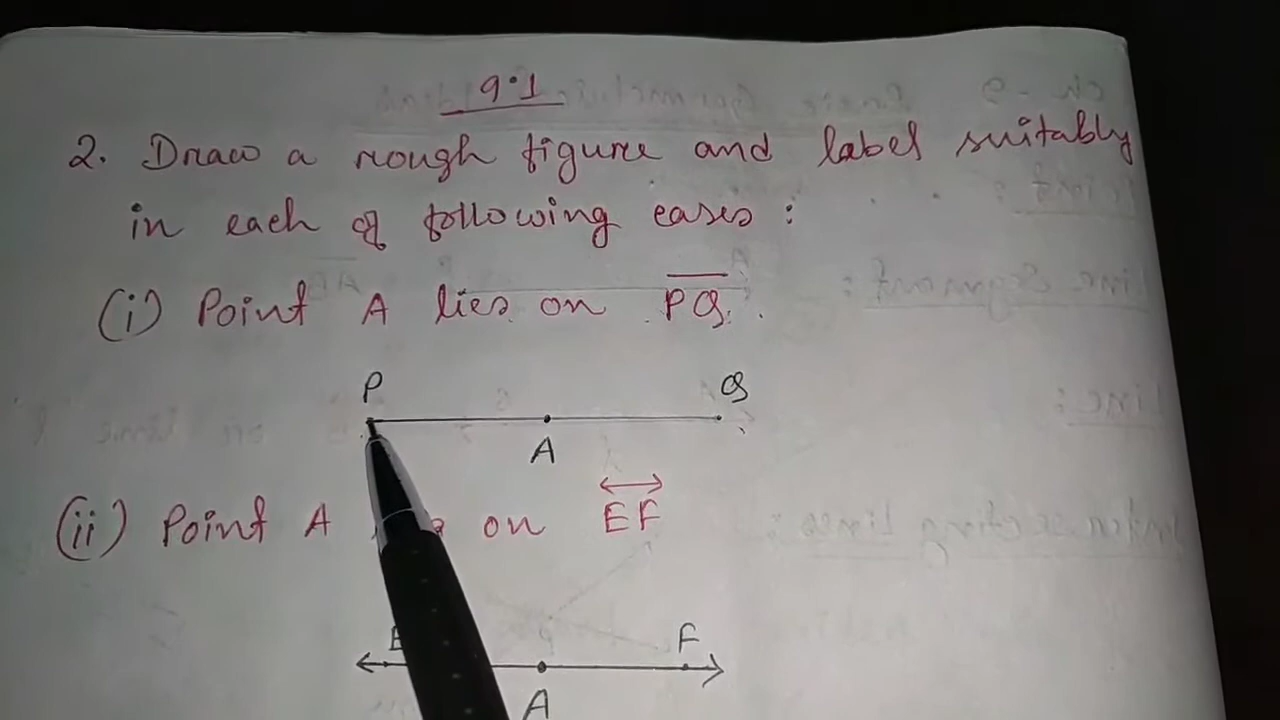 9.1
2. Draw a rough figure and label suitably
in each of following cases :
(i) Point A lies on PQ.
P Q
A
(ii) Point A on EF
E F
A